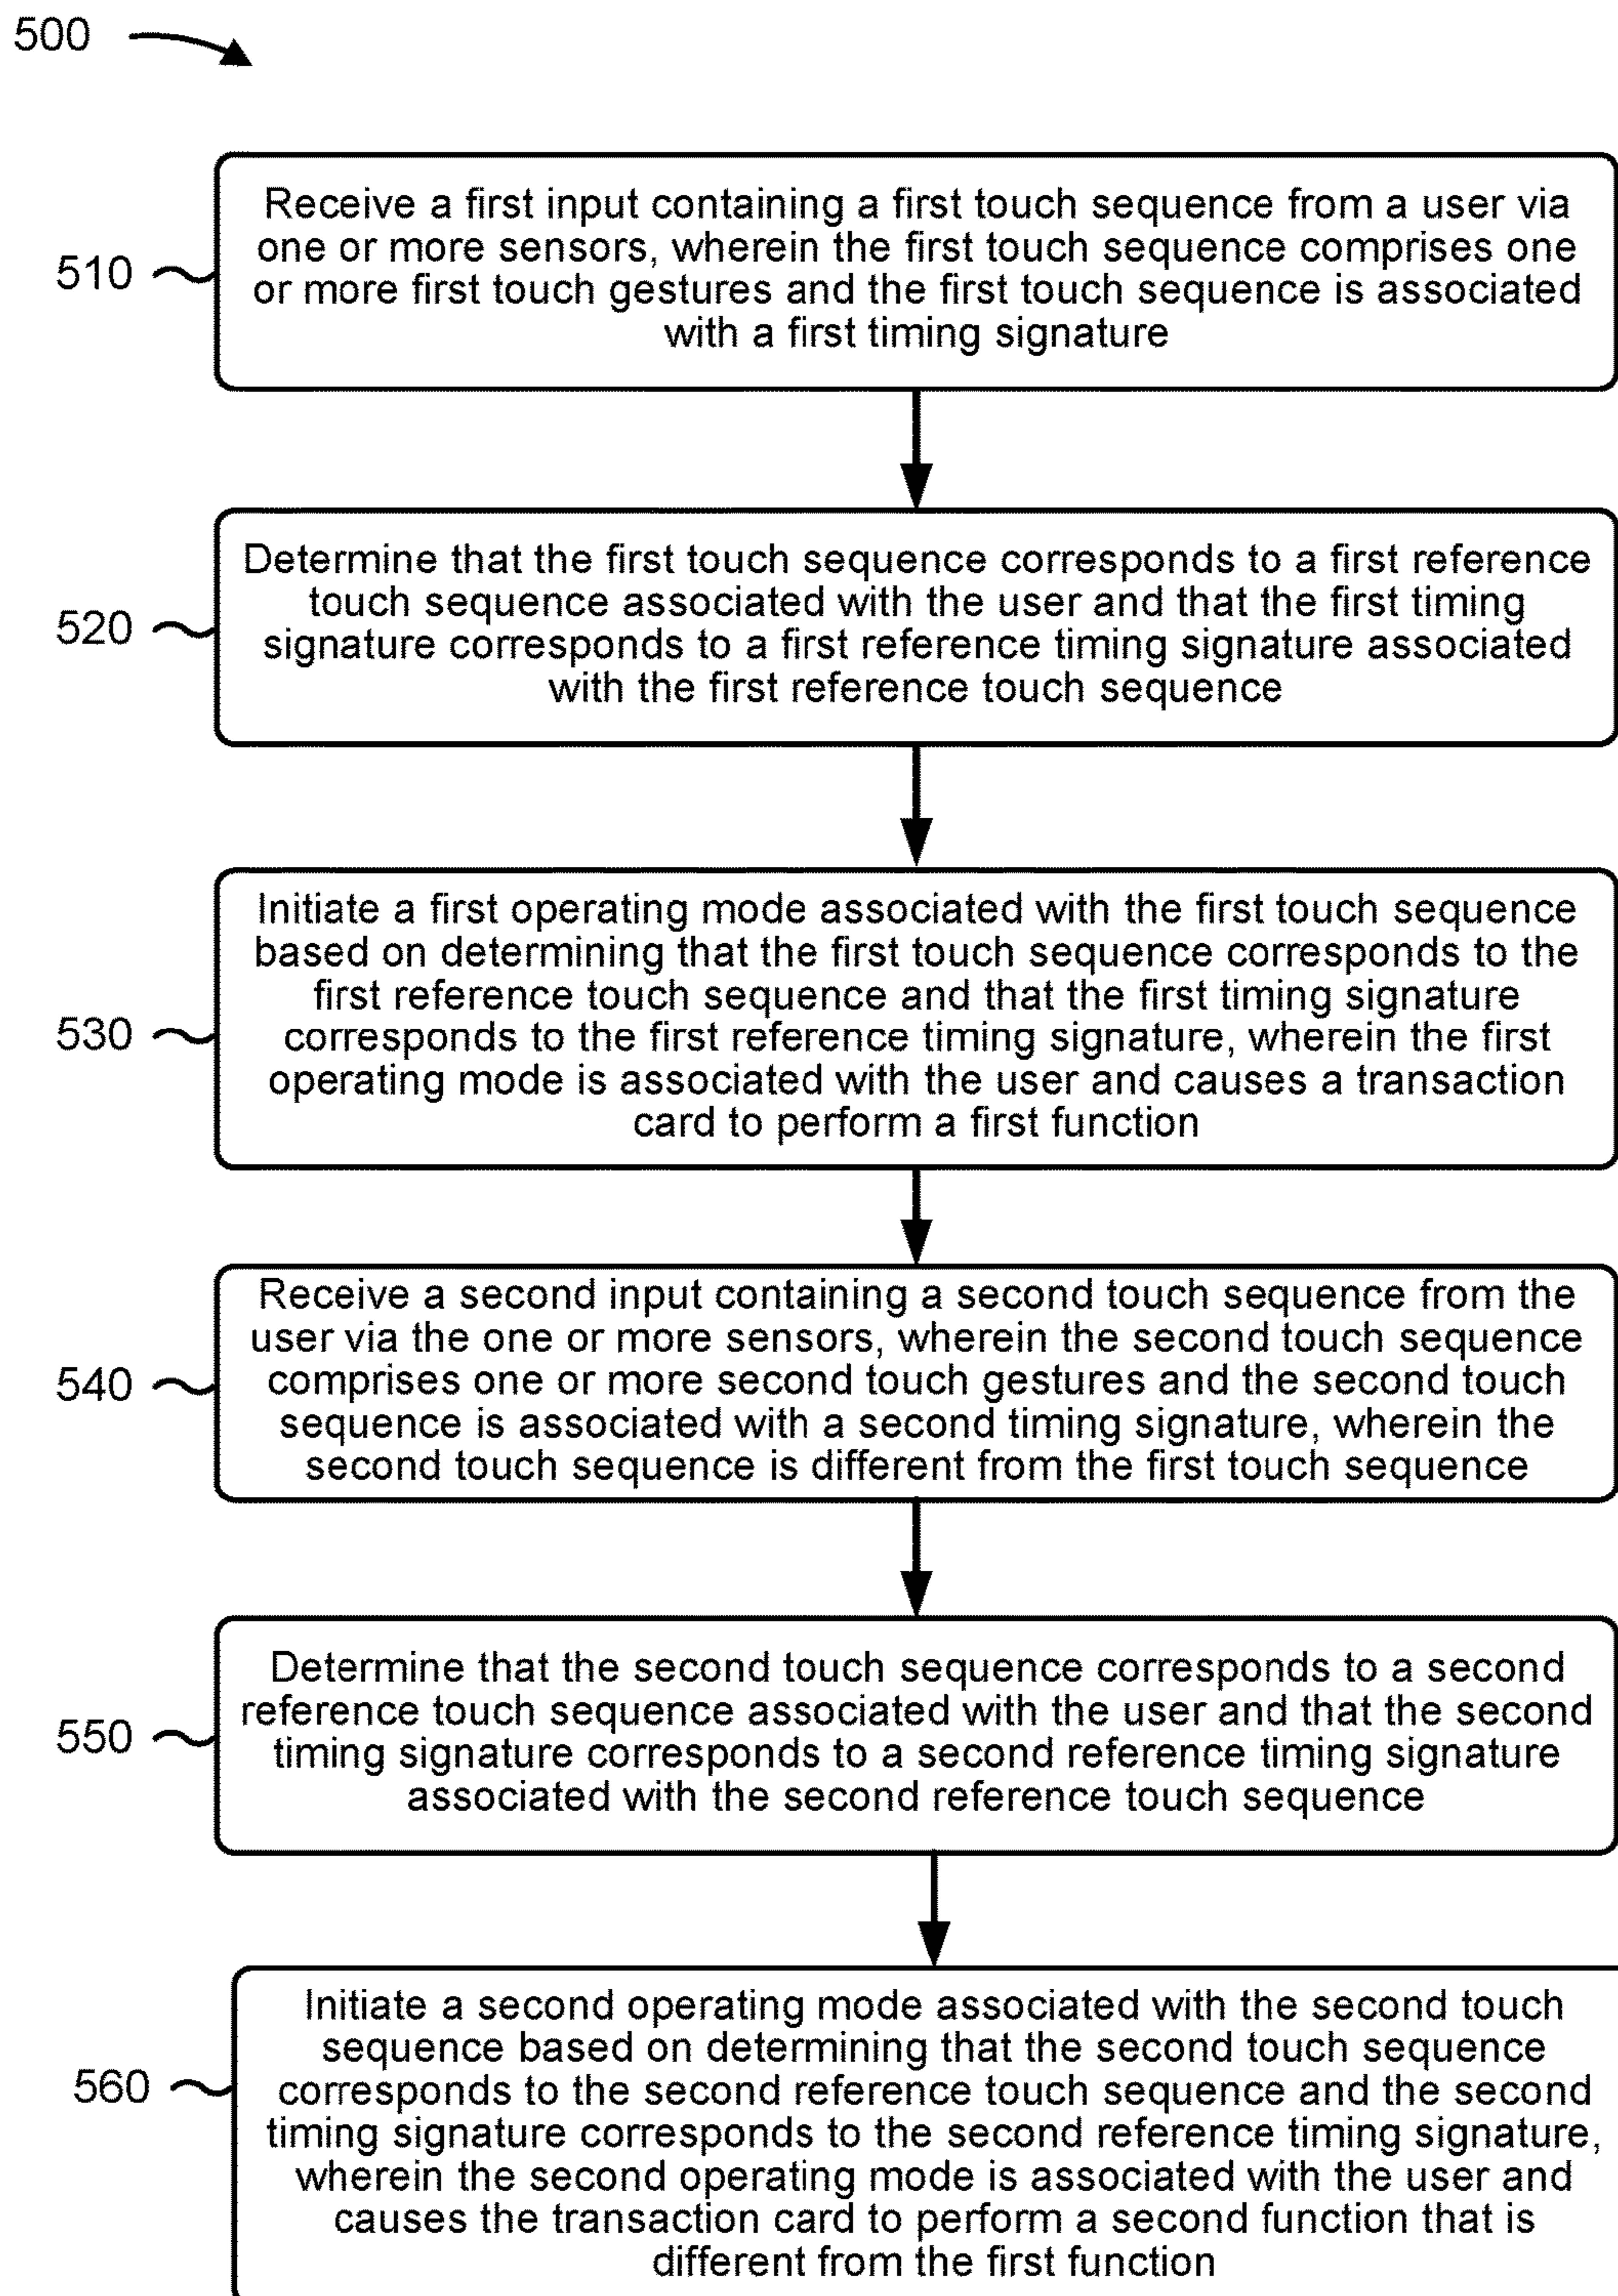 500
510
Receive a first input containing a first touch sequence from a user via
one or more sensors, wherein the first touch sequence comprises one
or more first touch gestures and the first touch sequence is associated
with a first timing signature
520
Determine that the first touch sequence corresponds to a first reference
touch sequence associated with the user and that the first timing
signature corresponds to a first reference timing signature associated
with the first reference touch sequence
530
Initiate a first operating mode associated with the first touch sequence
based on determining that the first touch sequence corresponds to the
first reference touch sequence and that the first timing signature
corresponds to the first reference timing signature, wherein the first
operating mode is associated with the user and causes a transaction
card to perform a first function
540
Receive a second input containing a second touch sequence from the
user via the one or more sensors, wherein the second touch sequence
comprises one or more second touch gestures and the second touch
sequence is associated with a second timing signature, wherein the
second touch sequence is different from the first touch sequence
550
Determine that the second touch sequence corresponds to a second
reference touch sequence associated with the user and that the second
timing signature corresponds to a second reference timing signature
associated with the second reference touch sequence
560
Initiate a second operating mode associated with the second touch
sequence based on determining that the second touch sequence
corresponds to the second reference touch sequence and the second
timing signature corresponds to the second reference timing signature,
wherein the second operating mode is associated with the user and
causes the transaction card to perform a second function that is
different from the first function